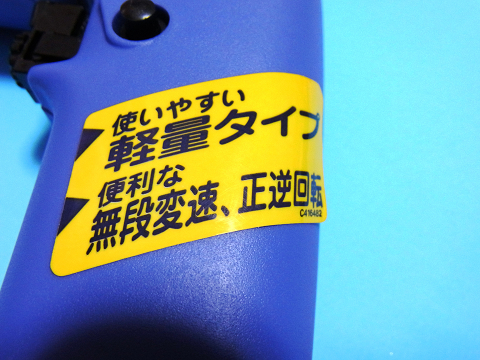 使いやすい
軽量タイプ
便利な
無段変速、正逆回転
C416482